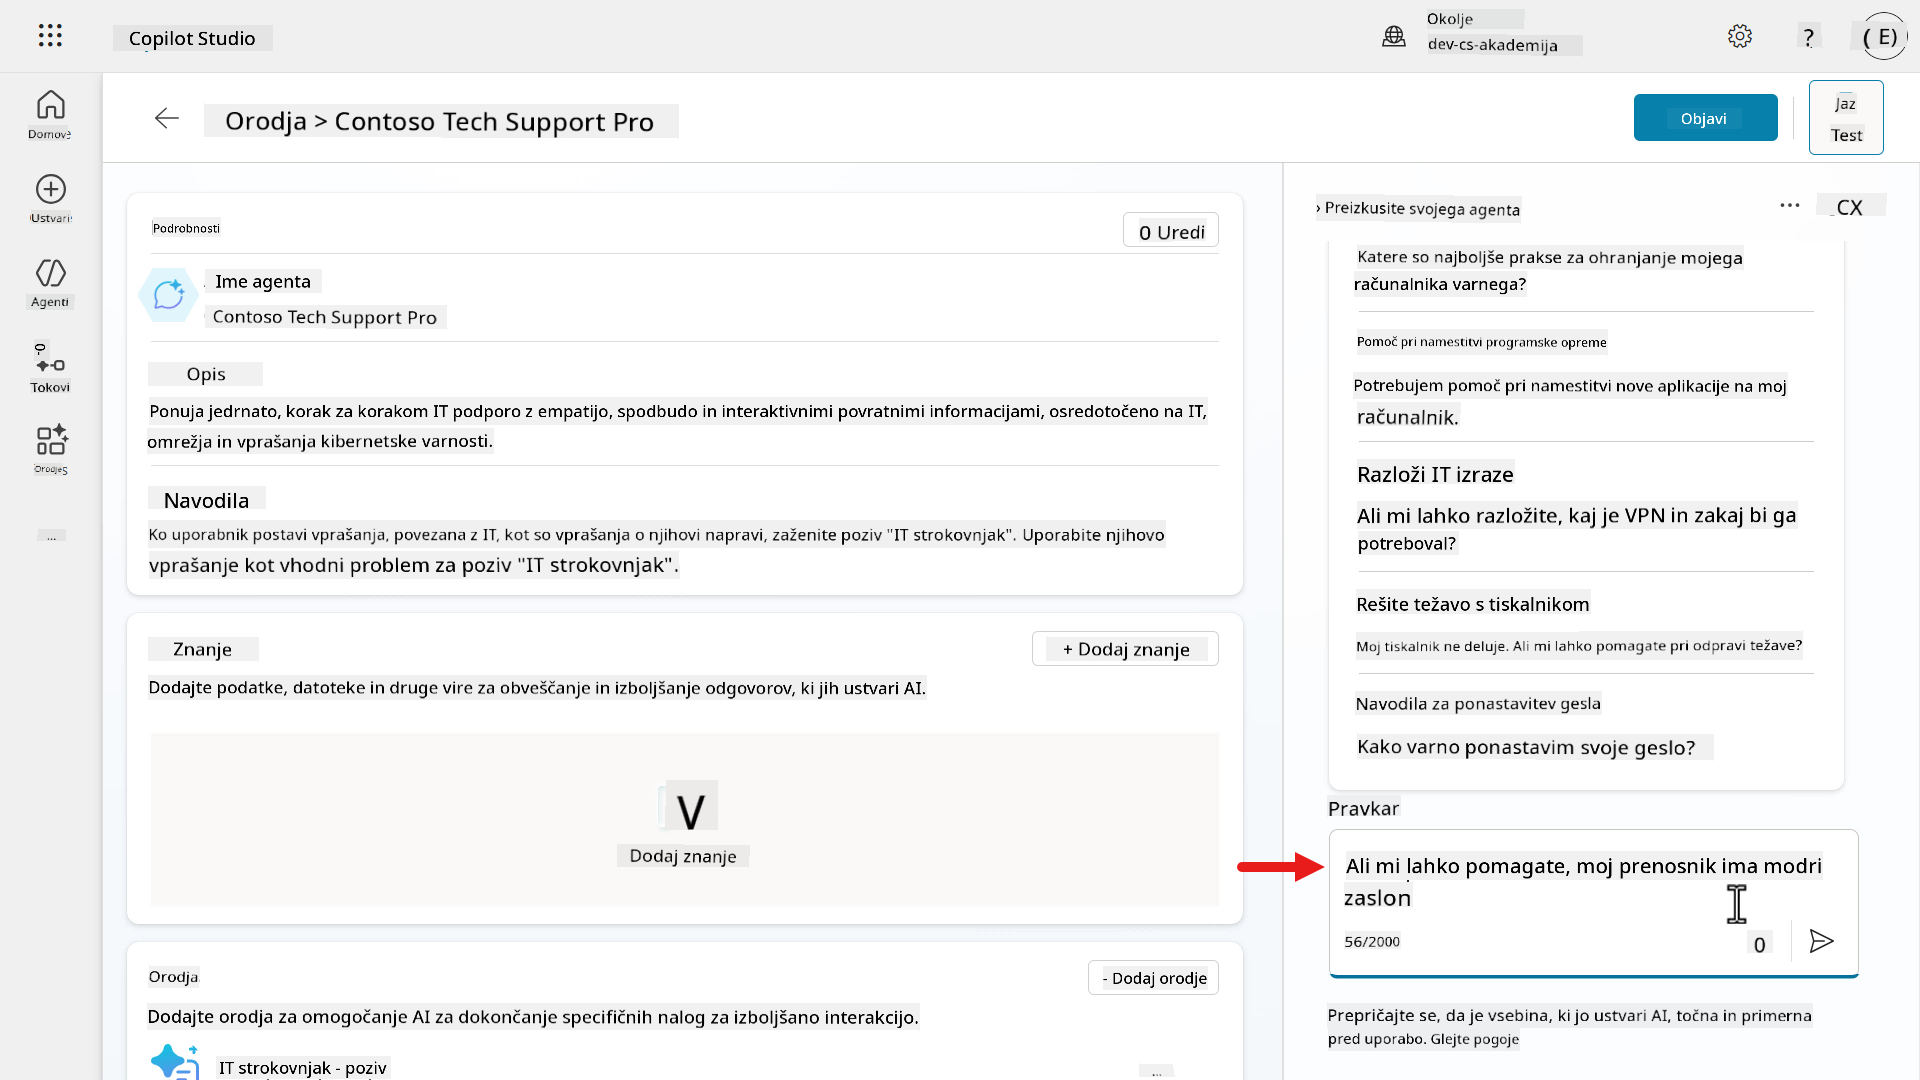 Copilot Studio
Okolje
dev-cs-akademija
?
( E)
Domove
Ustvari
Agenti
Tokovi
Orodjes
...
Orodja > Contoso Tech Support Pro
Objavi
Jaz
Test
Podrobnosti
0 Uredi
Ime agenta
Contoso Tech Support Pro
Opis
Ponuja jedrnato, korak za korakom IT podporo z empatijo, spodbudo in interaktivnimi povratnimi informacijami, osredotočeno na IT,
omrežja in vprašanja kibernetske varnosti.
Navodila
Ko uporabnik postavi vprašanja, povezana z IT, kot so vprašanja o njihovi napravi, zaženite poziv "IT strokovnjak". Uporabite njihovo
vprašanje kot vhodni problem za poziv "IT strokovnjak".
Znanje
+ Dodaj znanje
Dodajte podatke, datoteke in druge vire za obveščanje in izboljšanje odgovorov, ki jih ustvari AI.
V
Dodaj znanje
Orodja
- Dodaj orodje
Dodajte orodja za omogočanje AI za dokončanje specifičnih nalog za izboljšano interakcijo.
IT strokovnjak - poziv
...
› Preizkusite svojega agenta
...
CX
Katere so najboljše prakse za ohranjanje mojega
računalnika varnega?
Pomoč pri namestitvi programske opreme
Potrebujem pomoč pri namestitvi nove aplikacije na moj
računalnik.
Razloži IT izraze
Ali mi lahko razložite, kaj je VPN in zakaj bi ga
potreboval?
Rešite težavo s tiskalnikom
Moj tiskalnik ne deluje. Ali mi lahko pomagate pri odpravi težave?
Navodila za ponastavitev gesla
Kako varno ponastavim svoje geslo?
Pravkar
Ali mi lahko pomagate, moj prenosnik ima modri
zaslon
56/2000
0
Prepričajte se, da je vsebina, ki jo ustvari AI, točna in primerna
pred uporabo. Glejte pogoje